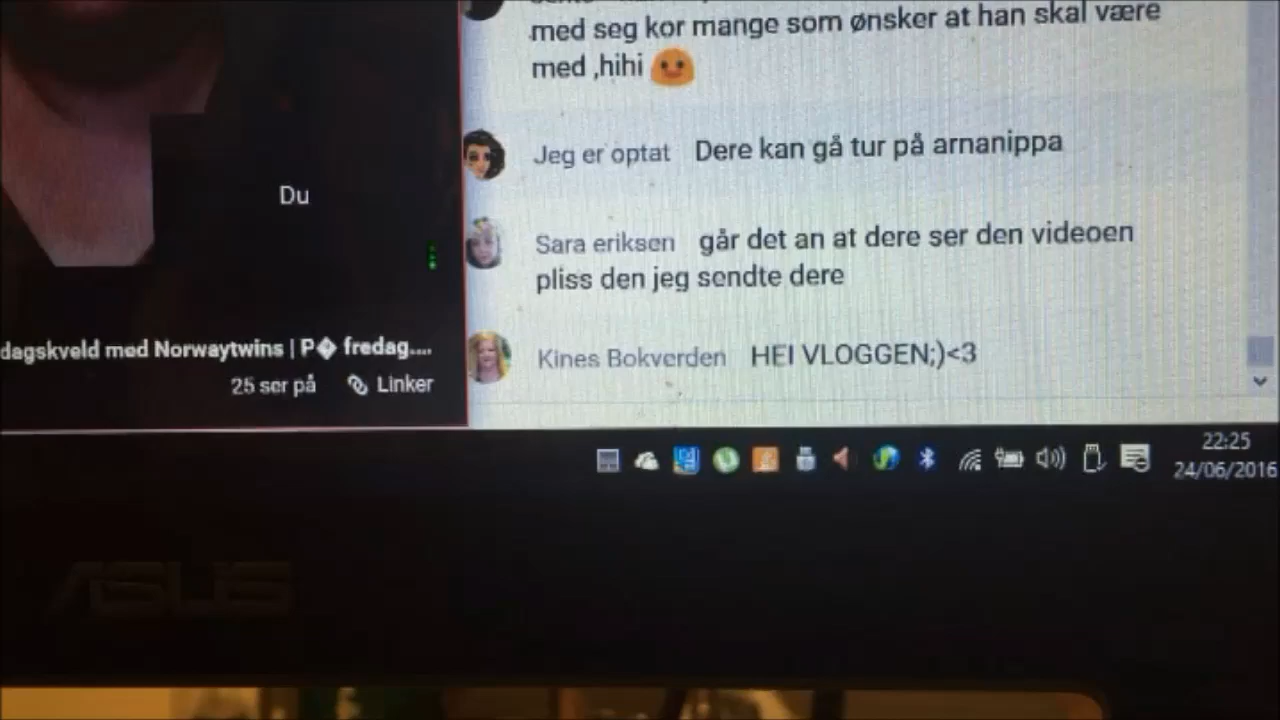 med seg kor mange som ønsker at han skal være
med ,hihi
Jeg er optat Dere kan gå tur på arnanippa
Sara eriksen går det an at dere ser den videoen
pliss den jeg sendte dere
Kines Bokverden HEI VLOGGEN;)<3
Du
dagskveld med Norwaytwins | P� fredag....
25 ser på Linker
22:25
24/06/2016
ASUS